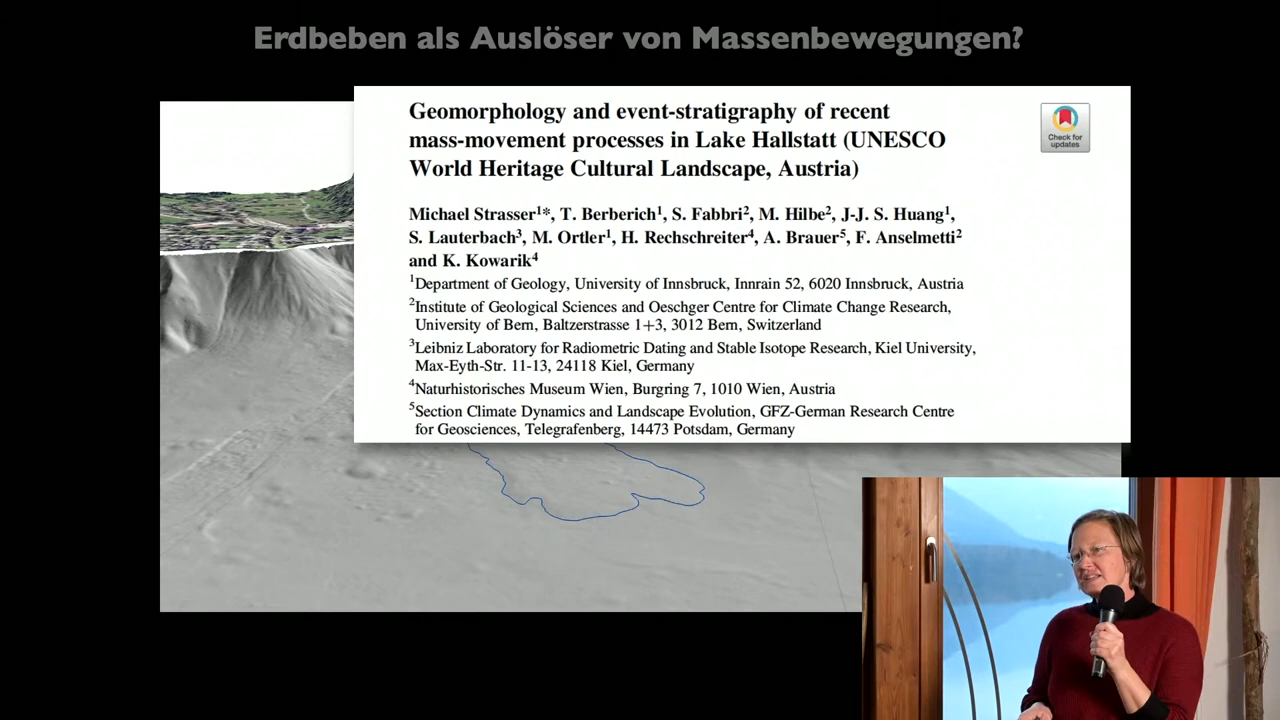 Erdbeben als Auslöser von Massenbewegungen?
Geomorphology and event-stratigraphy of recent
mass-movement processes in Lake Hallstatt (UNESCO
World Heritage Cultural Landscape, Austria)
Check for
updates
Michael Strasser¹*, T. Berberich¹, S. Fabbri², M. Hilbe², J-J. S. Huang¹,
S. Lauterbach³, M. Ortler¹, H. Rechschreiter⁴, A. Brauer⁵, F. Anselmetti²
and K. Kowarik⁴
¹Department of Geology, University of Innsbruck, Innrain 52, 6020 Innsbruck, Austria
²Institute of Geological Sciences and Oeschger Centre for Climate Change Research,
University of Bern, Baltzerstrasse 1+3, 3012 Bern, Switzerland
³Leibniz Laboratory for Radiometric Dating and Stable Isotope Research, Kiel University,
Max-Eyth-Str. 11-13, 24118 Kiel, Germany
⁴Naturhistorisches Museum Wien, Burgring 7, 1010 Wien, Austria
⁵Section Climate Dynamics and Landscape Evolution, GFZ-German Research Centre
for Geosciences, Telegrafenberg, 14473 Potsdam, Germany